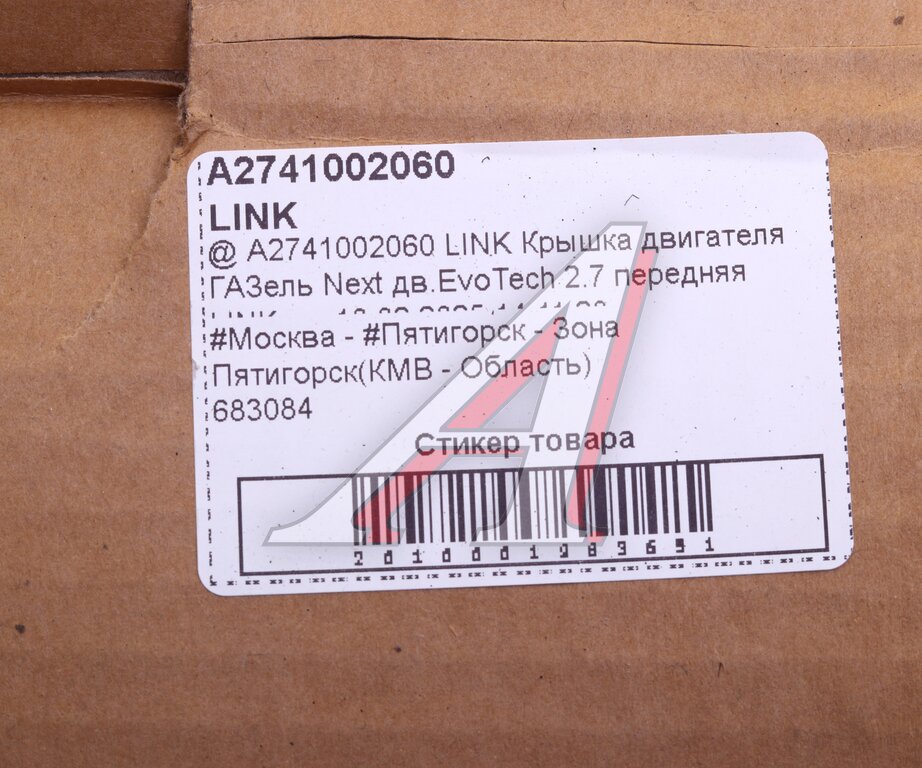 A2741002060
LINK
@ A2741002060 LINK Крышка двигателя
ГАЗель Next дв.EvoTech 2.7 передняя
LINK
#Москва - #Пятигорск - Зона
Пятигорск(КМВ - Область)
683084
Стикер товара